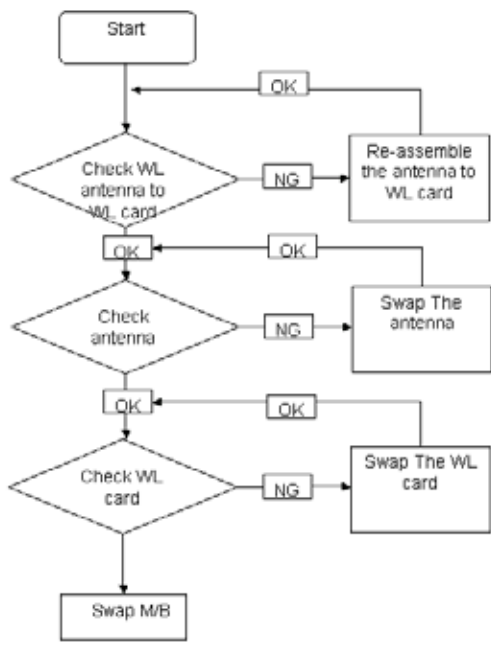 Start
OK
Check WL
antenna to
WL card
NG
Re-assemble
the antenna to
WL card
OK
OK
Check
antenna
NG
Swap The
antenna
OK
OK
Check WL
card
NG
Swap The WL
card
Swap M/B